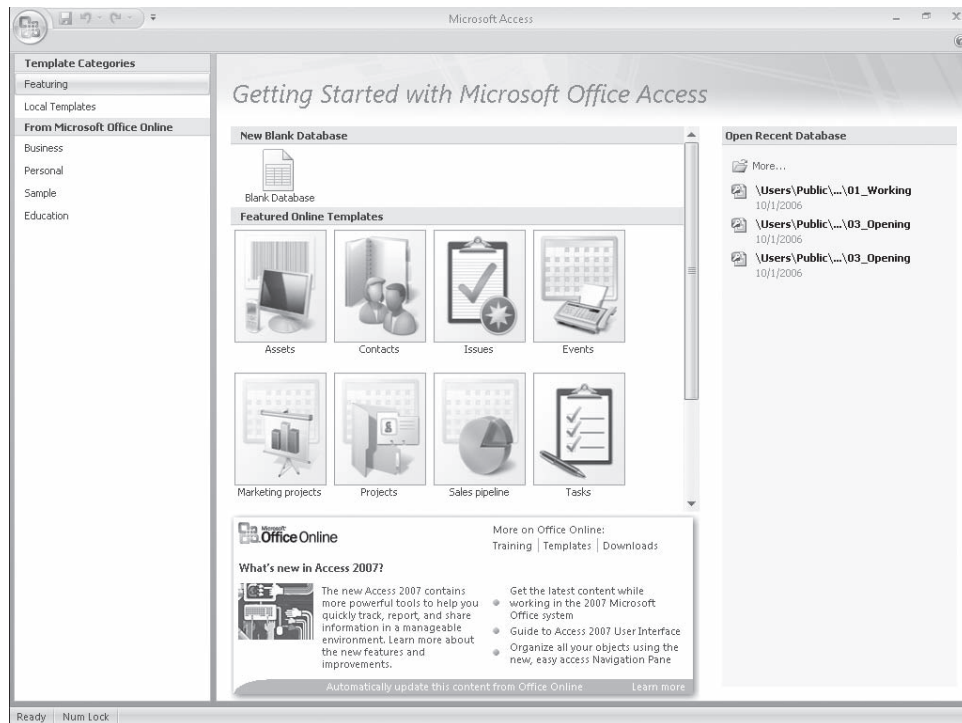 Microsoft Access
Template Categories
Featuring
Local Templates
From Microsoft Office Online
Business
Personal
Sample
Education
Getting Started with Microsoft Office Access
New Blank Database
Blank Database
Featured Online Templates
Assets
Contacts
Issues
Events
Marketing projects
Projects
Sales pipeline
Tasks
Microsoft
Office Online
More on Office Online:
Training | Templates | Downloads
What's new in Access 2007?
The new Access 2007 contains
more powerful tools to help you
quickly track, report, and share
information in a manageable
environment. Learn more about
the new features and
improvements.
Get the latest content while
working in the 2007 Microsoft
Office system
Guide to Access 2007 User Interface
Organize all your objects using the
new, easy access Navigation Pane
Automatically update this content from Office Online
Learn more
Open Recent Database
More...
\Users\Public\...\01_Working
10/1/2006
\Users\Public\...\03_Opening
10/1/2006
\Users\Public\...\03_Opening
10/1/2006
Ready
Num Lock